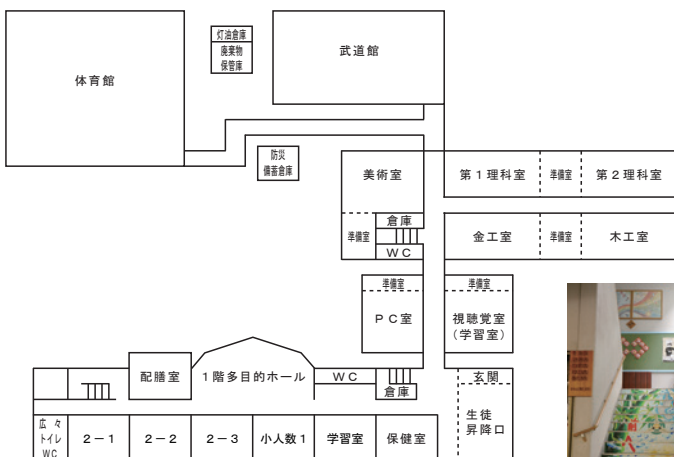 体育館
灯油倉庫
廃棄物
保管庫
武道館
防災
備蓄倉庫
美術室
第1理科室
準備室
第2理科室
準備室
倉庫
WC
金工室
準備室
木工室
準備室
PC室
準備室
視聴覚室
(学習室)
配膳室
1階多目的ホール
WC
倉庫
玄関
生徒
昇降口
広々
トイレ
WC
2-1
2-2
2-3
小人数1
学習室
保健室